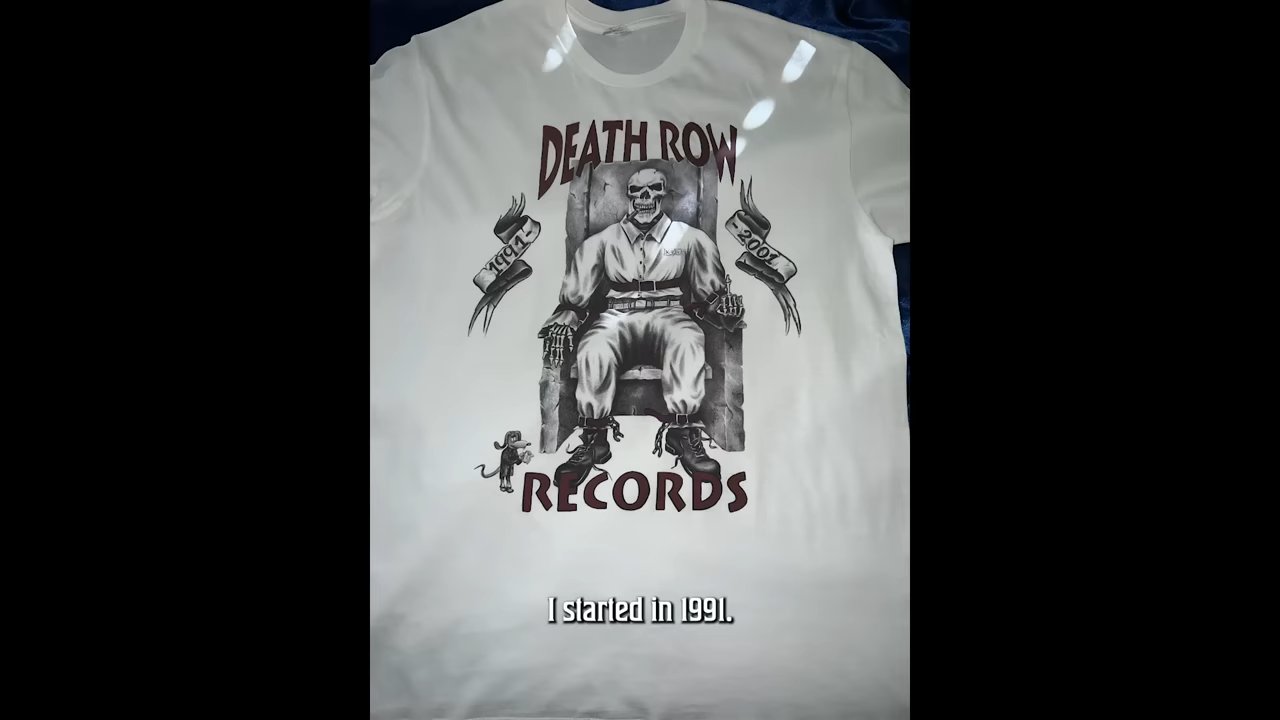 DEATH ROW
-1991-
-2001-
RECORDS
I started in 1991.